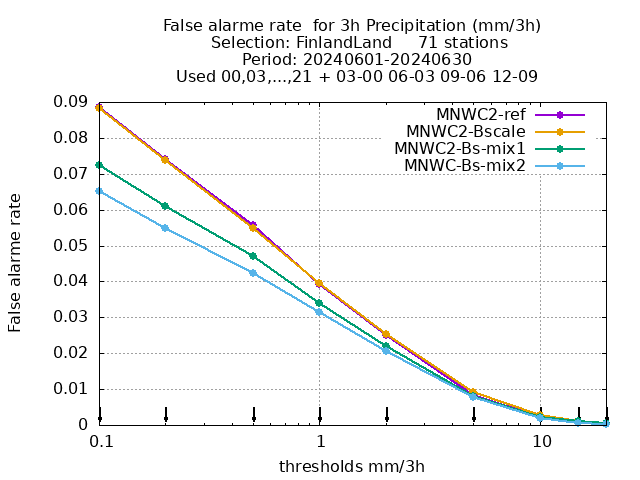 False alarme rate  for 3h Precipitation (mm/3h)
Selection: FinlandLand     71 stations
Period: 20240601-20240630
Used 00,03,...,21 + 03-00 06-03 09-06 12-09
MNWC2-ref
MNWC2-Bscale
MNWC2-Bs-mix1
MNWC-Bs-mix2
False alarme rate
0.09
0.08
0.07
0.06
0.05
0.04
0.03
0.02
0.01
0
0.1 1 10
thresholds mm/3h